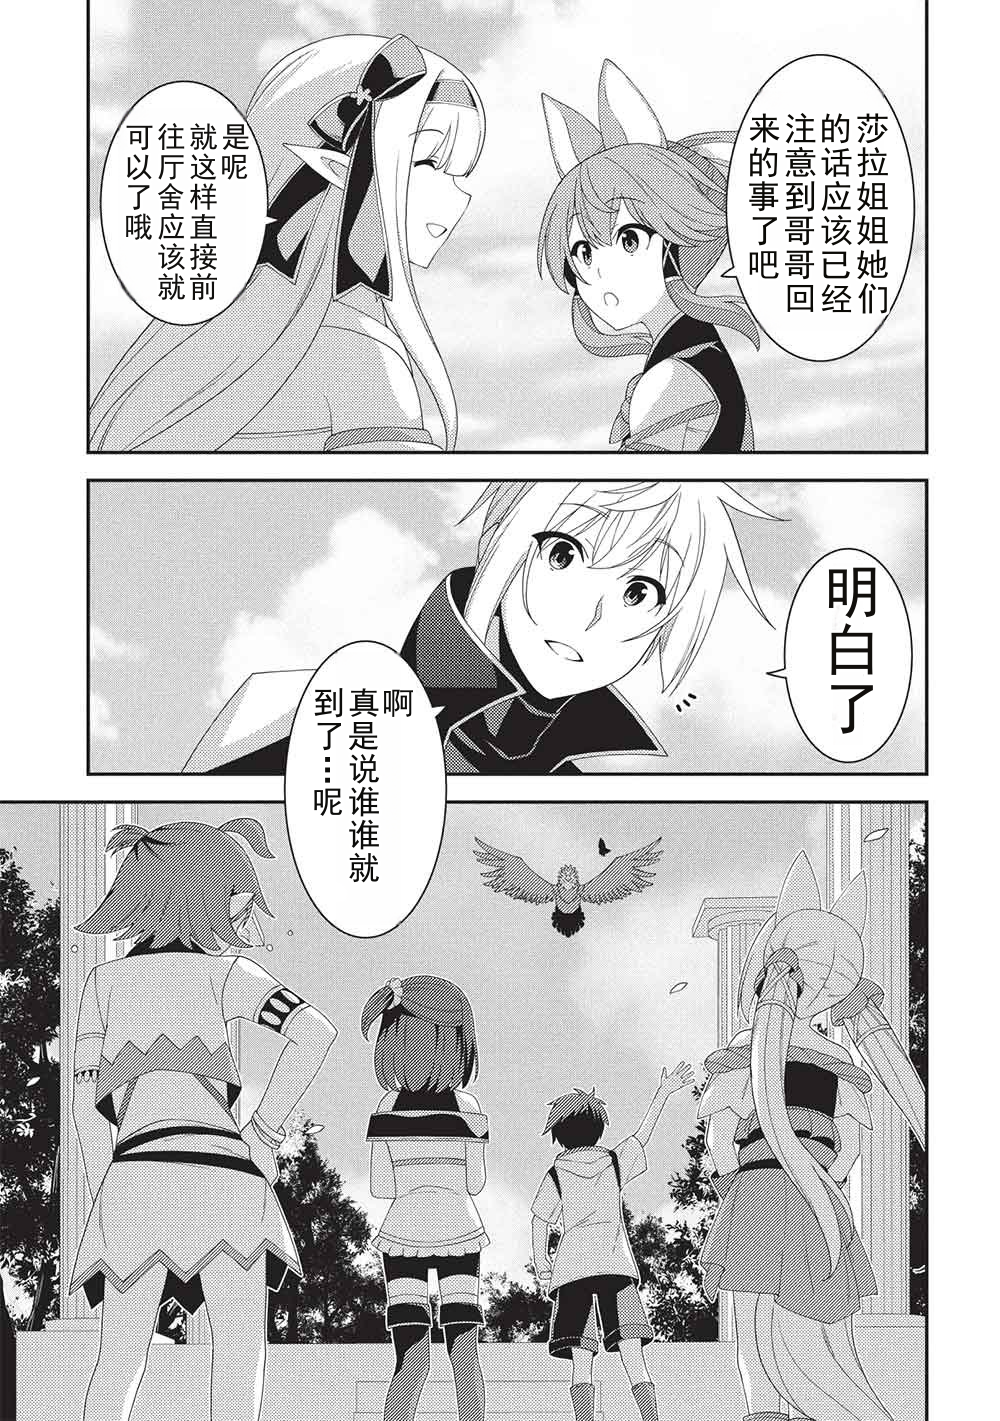 莎拉姐姐她们
的话应该已经
注意到哥哥回
来的事了吧
是呢
就这样直接前
往厅舍应该就
可以了哦
明白了
啊
真是说谁谁就
到了…呢